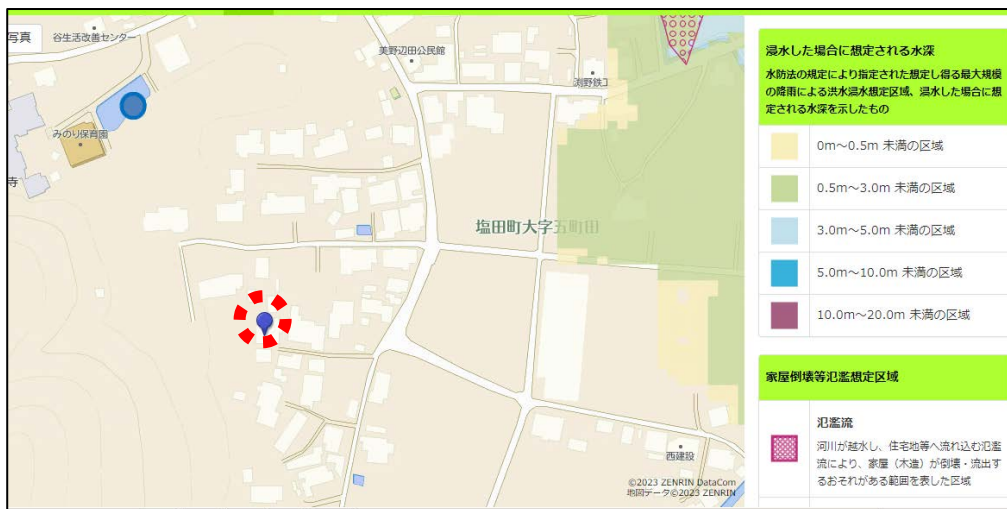 写真
谷生活改善センター
美野辺田公民館
渕野鉄工
みのり保育園
寺
塩田町大字五町田
西建設
©2023 ZENRIN DataCom
地図データ©2023 ZENRIN
浸水した場合に想定される水深
水防法の規定により指定された想定し得る最大規模
の降雨による洪水浸水想定区域、浸水した場合に想
定される水深を示したもの
0m～0.5m 未満の区域
0.5m～3.0m 未満の区域
3.0m～5.0m 未満の区域
5.0m～10.0m 未満の区域
10.0m～20.0m 未満の区域
家屋倒壊等氾濫想定区域
氾濫流
河川が越水し、住宅地等へ流れ込む氾濫
流により、家屋（木造）が倒壊・流出す
るおそれがある範囲を表した区域